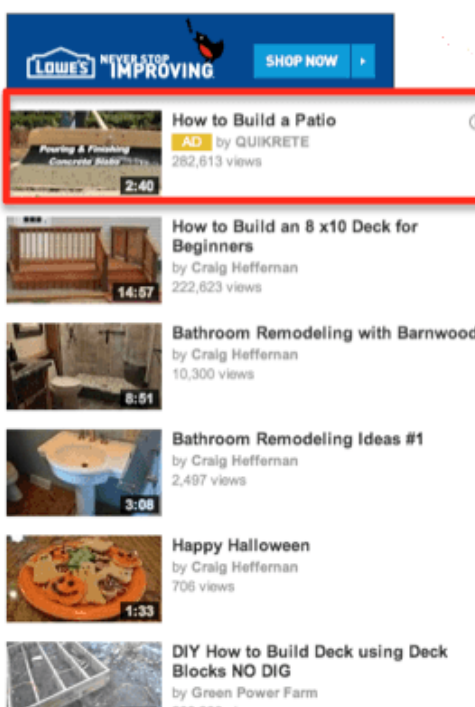 LOWE'S NEVER STOP
IMPROVING
SHOP NOW
How to Build a Patio
AD by QUIKRETE
282,613 views
Pouring & Finishing
Concrete Slabs
2:40
How to Build an 8 x10 Deck for
Beginners
by Craig Heffernan
222,623 views
14:57
Bathroom Remodeling with Barnwood
by Craig Heffernan
10,300 views
8:51
Bathroom Remodeling Ideas #1
by Craig Heffernan
2,497 views
3:08
Happy Halloween
by Craig Heffernan
706 views
1:33
DIY How to Build Deck using Deck
Blocks NO DIG
by Green Power Farm